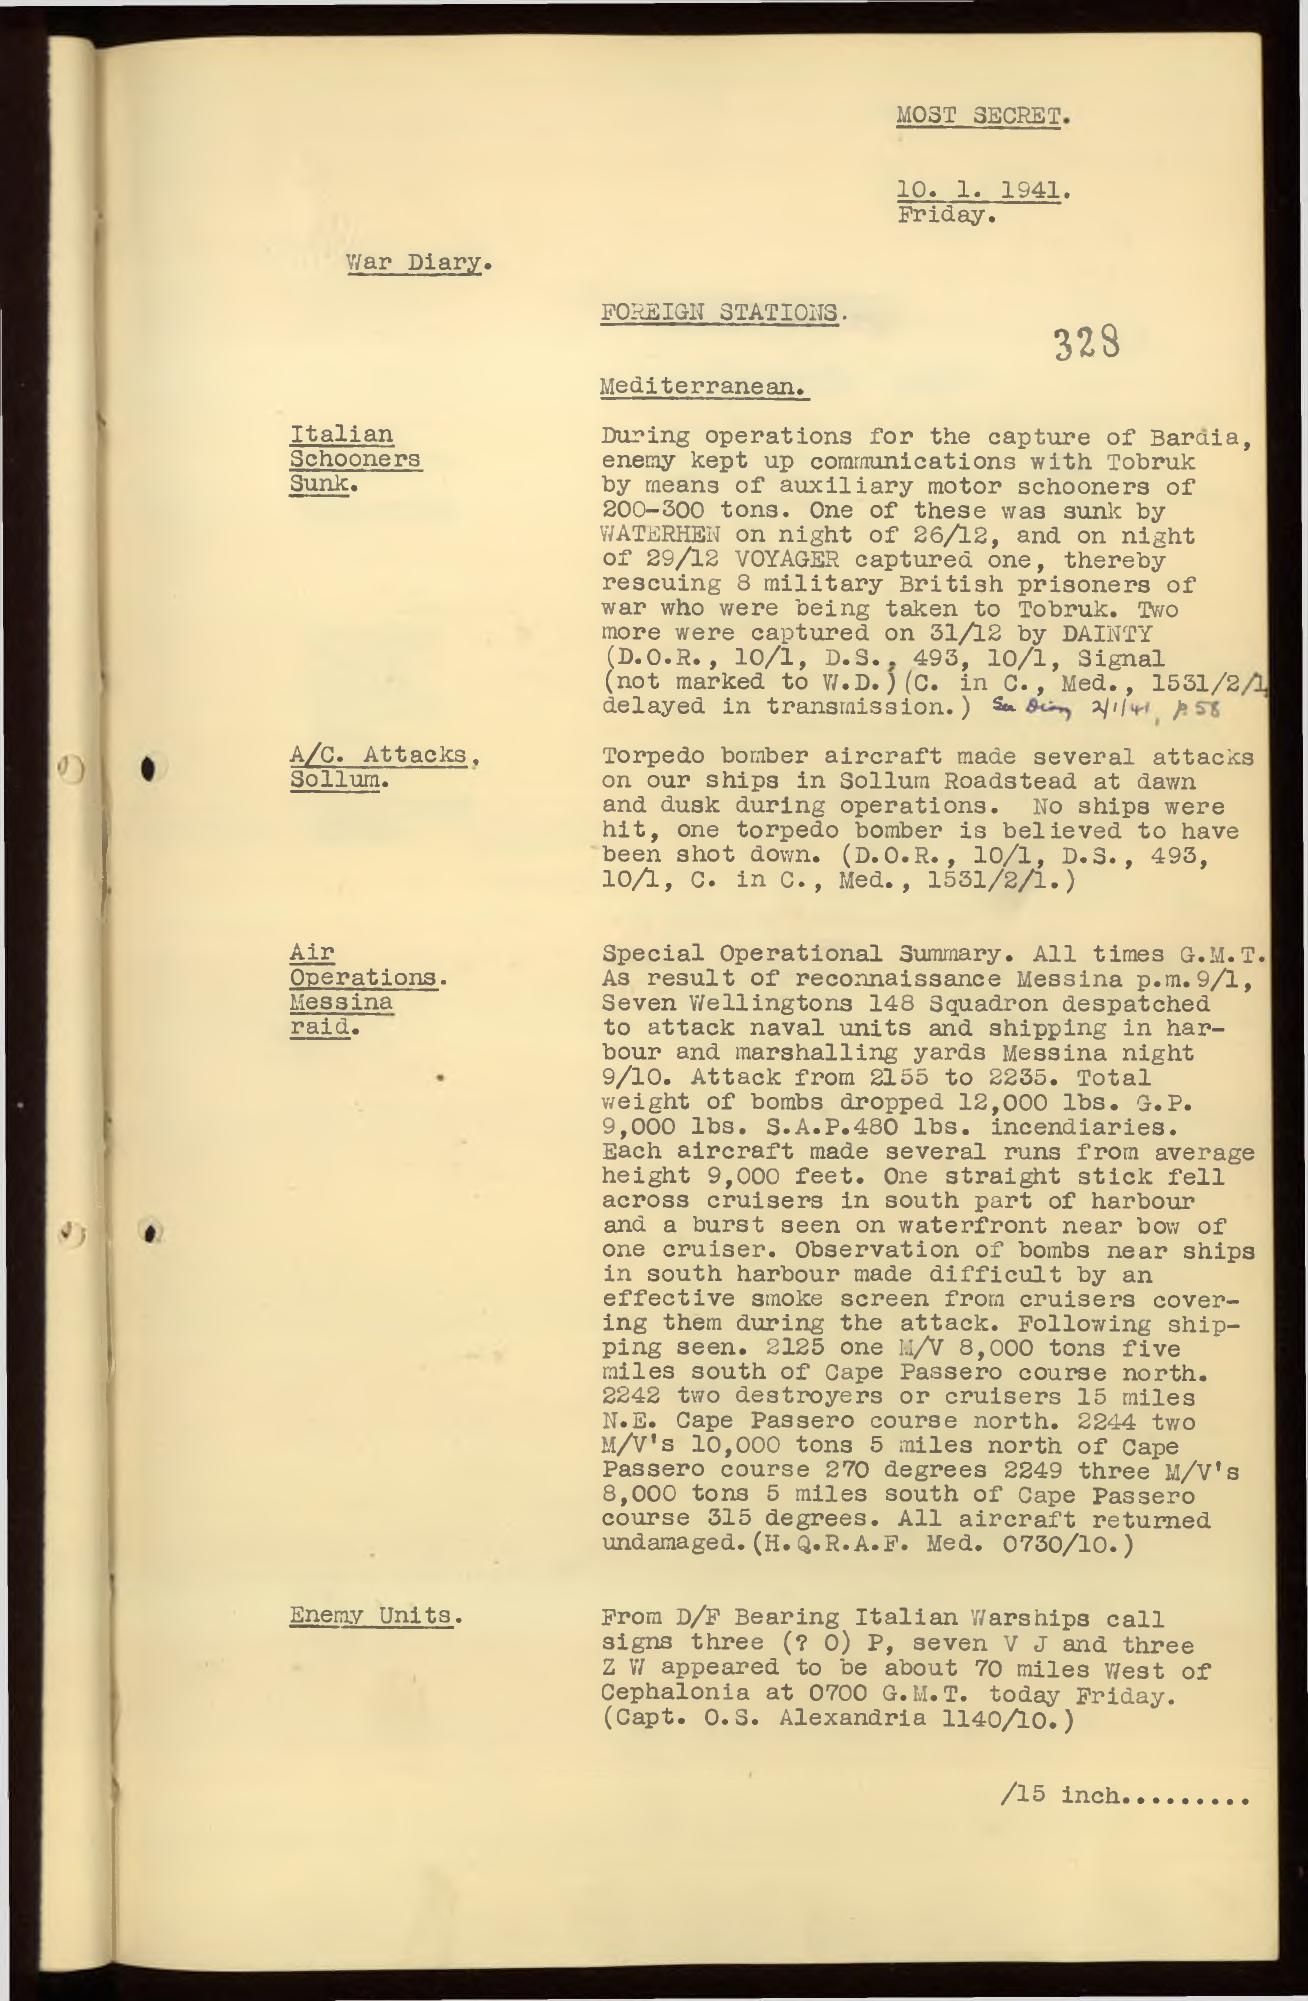 MOST SECRET.
10. 1. 1941.
Friday.
War Diary.
FOREIGN STATIONS.
328
Mediterranean.
Italian
Schooners
Sunk.
During operations for the capture of Bardia,
enemy kept up communications with Tobruk
by means of auxiliary motor schooners of
200-300 tons. One of these was sunk by
WATERHEN on night of 26/12, and on night
of 29/12 VOYAGER captured one, thereby
rescuing 8 military British prisoners of
war who were being taken to Tobruk. Two
more were captured on 31/12 by DAINTY
(D.O.R., 10/1, D.S., 493, 10/1, Signal
(not marked to W.D.)(C. in C., Med., 1531/2/1
delayed in transmission.) See Diary 2/1/41, p.58
A/C. Attacks,
Sollum.
Torpedo bomber aircraft made several attacks
on our ships in Sollum Roadstead at dawn
and dusk during operations. No ships were
hit, one torpedo bomber is believed to have
been shot down. (D.O.R., 10/1, D.S., 493,
10/1, C. in C., Med., 1531/2/1.)
Air
Operations.
Messina
raid.
Special Operational Summary. All times G.M.T.
As result of reconnaissance Messina p.m.9/1,
Seven Wellingtons 148 Squadron despatched
to attack naval units and shipping in har-
bour and marshalling yards Messina night
9/10. Attack from 2155 to 2235. Total
weight of bombs dropped 12,000 lbs. G.P.
9,000 lbs. S.A.P.480 lbs. incendiaries.
Each aircraft made several runs from average
height 9,000 feet. One straight stick fell
across cruisers in south part of harbour
and a burst seen on waterfront near bow of
one cruiser. Observation of bombs near ships
in south harbour made difficult by an
effective smoke screen from cruisers cover-
ing them during the attack. Following ship-
ping seen. 2125 one M/V 8,000 tons five
miles south of Cape Passero course north.
2242 two destroyers or cruisers 15 miles
N.E. Cape Passero course north. 2244 two
M/V's 10,000 tons 5 miles north of Cape
Passero course 270 degrees 2249 three M/V's
8,000 tons 5 miles south of Cape Passero
course 315 degrees. All aircraft returned
undamaged.(H.Q.R.A.F. Med. 0730/10.)
Enemy Units.
From D/F Bearing Italian Warships call
signs three (? O) P, seven V J and three
Z W appeared to be about 70 miles West of
Cephalonia at 0700 G.M.T. today Friday.
(Capt. O.S. Alexandria 1140/10.)
/15 inch.........